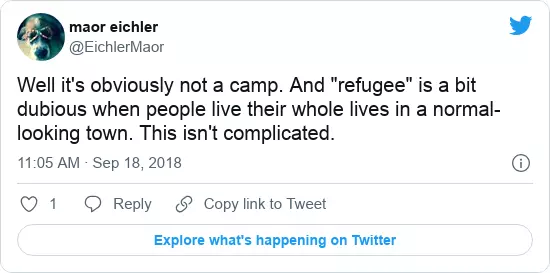 maor eichler
@EichlerMaor
Well it's obviously not a camp. And "refugee" is a bit
dubious when people live their whole lives in a normal-
looking town. This isn't complicated.
11:05 AM · Sep 18, 2018
1 Reply Copy link to Tweet
Explore what's happening on Twitter